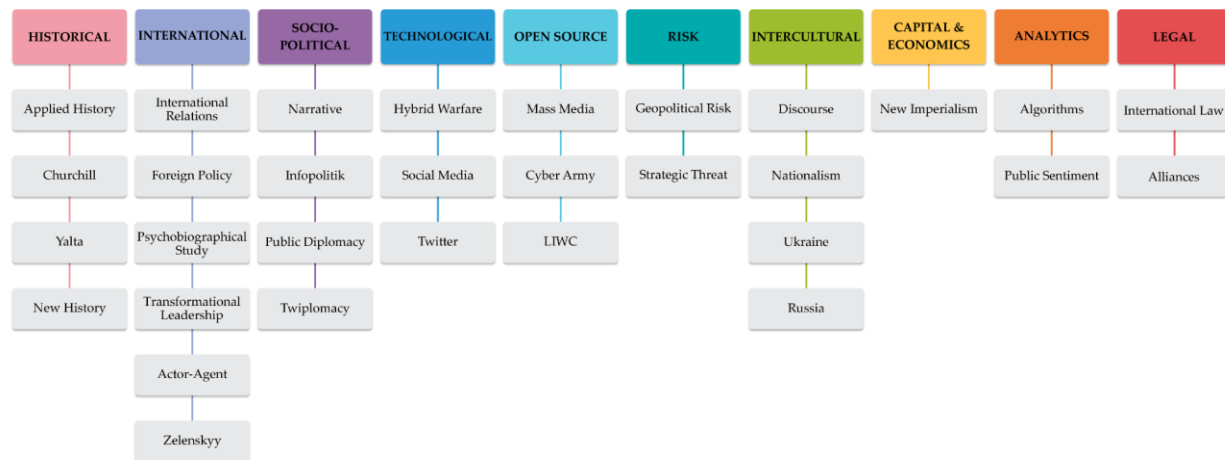 HISTORICAL
Applied History
Churchill
Yalta
New History
INTERNATIONAL
International
Relations
Foreign Policy
Psychobiographical
Study
Transformational
Leadership
Actor-Agent
Zelenskyy
SOCIO-
POLITICAL
Narrative
Infopolitik
Public Diplomacy
Twiplomacy
TECHNOLOGICAL
Hybrid Warfare
Social Media
Twitter
OPEN SOURCE
Mass Media
Cyber Army
LIWC
RISK
Geopolitical Risk
Strategic Threat
INTERCULTURAL
Discourse
Nationalism
Ukraine
Russia
CAPITAL &
ECONOMICS
New Imperialism
ANALYTICS
Algorithms
Public Sentiment
LEGAL
International Law
Alliances